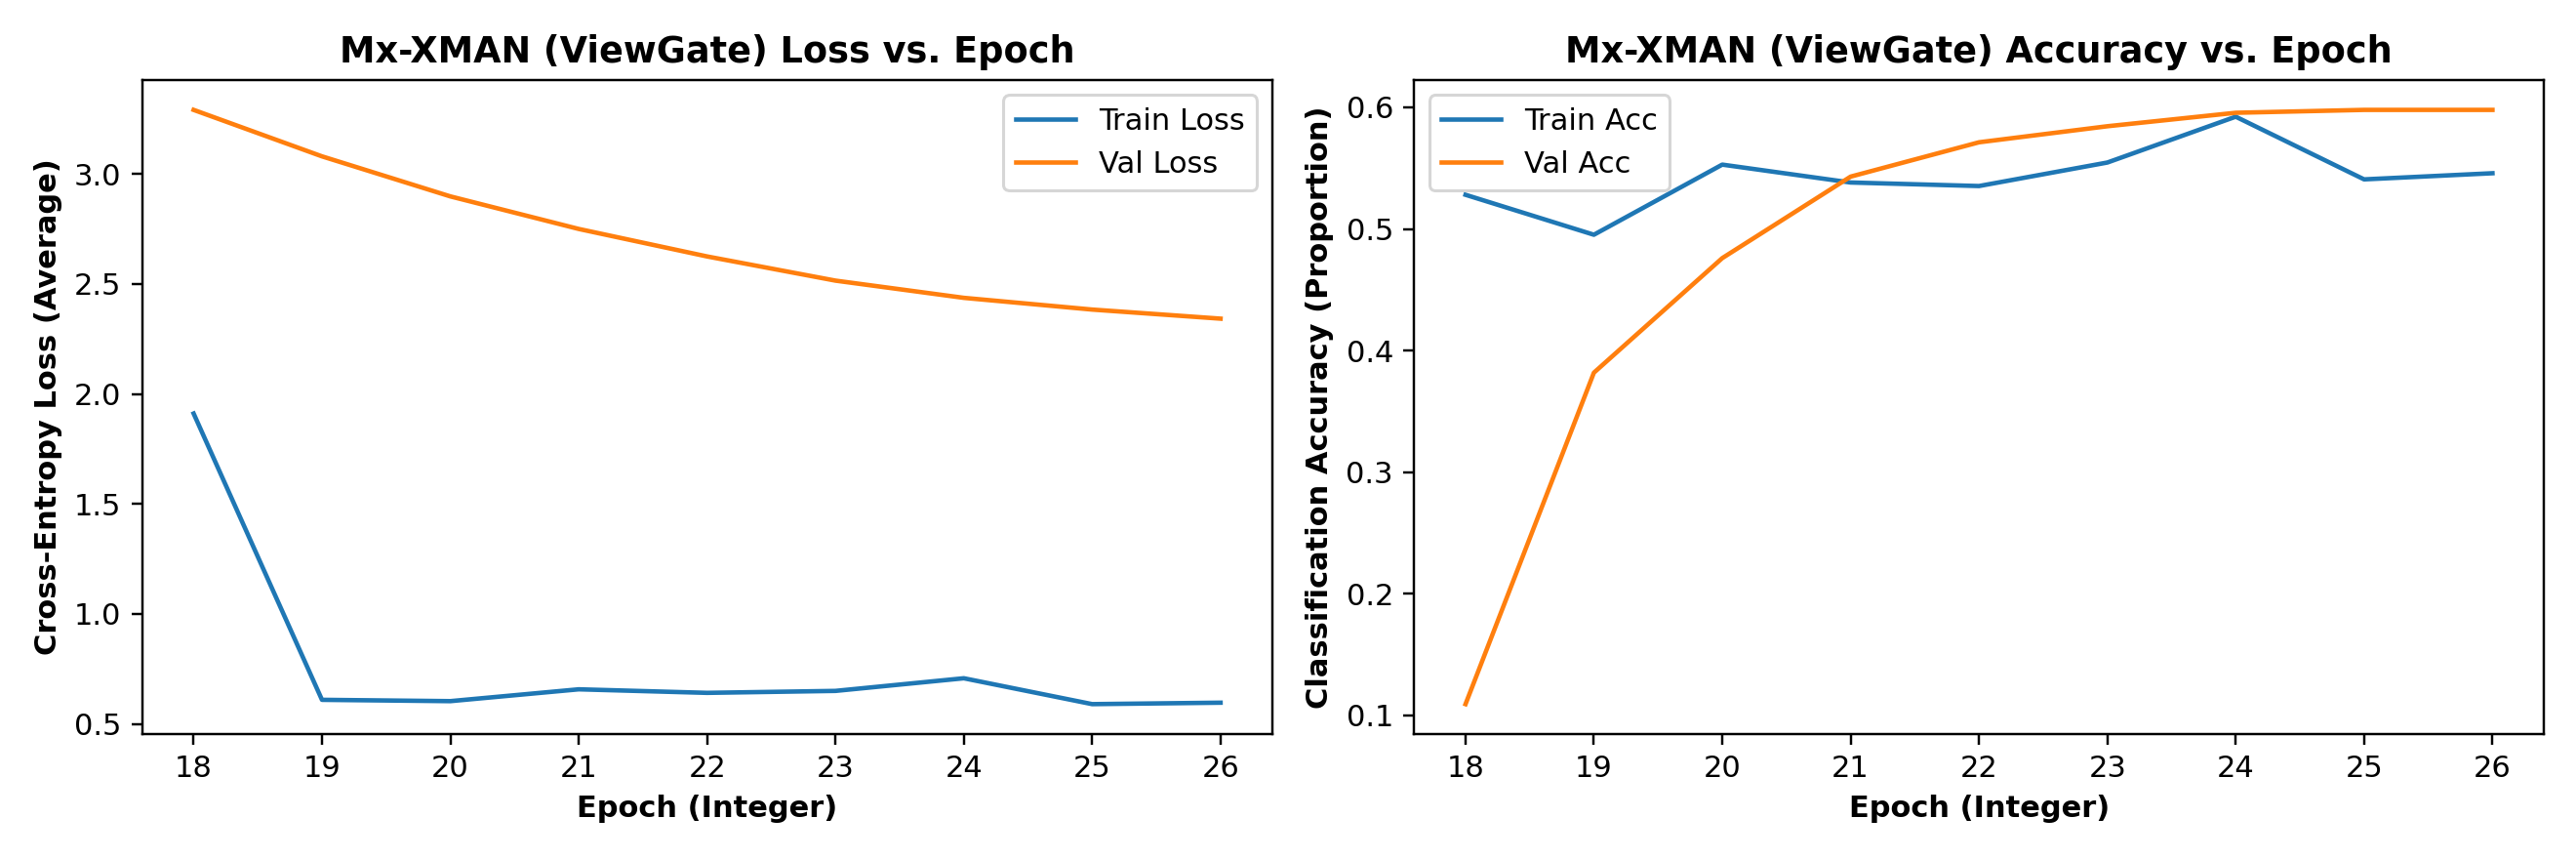 Mx-XMAN (ViewGate) Loss vs. Epoch
Cross-Entropy Loss (Average)
3.0
2.5
2.0
1.5
1.0
0.5
Train Loss
Val Loss
18 19 20 21 22 23 24 25 26
Epoch (Integer)
Mx-XMAN (ViewGate) Accuracy vs. Epoch
Classification Accuracy (Proportion)
0.6
0.5
0.4
0.3
0.2
0.1
Train Acc
Val Acc
18 19 20 21 22 23 24 25 26
Epoch (Integer)